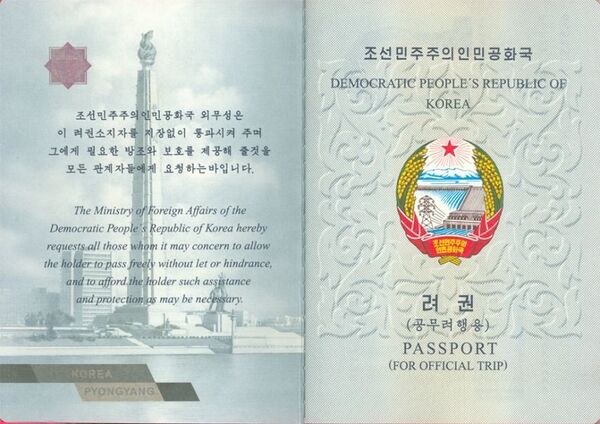 조선민주주의인민공화국 외무성은
이 려권소지자를 지장없이 통과시켜 주며
그에게 필요한 방조와 보호를 제공해 줄것을
모든 관계자들에게 요청하는바입니다.
The Ministry of Foreign Affairs of the
Democratic People´s Republic of Korea hereby
requests all those whom it may concern to allow
the holder to pass freely without let or hindrance,
and to afford the holder such assistance
and protection as may be necessary.
KOREA
PYONGYANG
조선민주주의인민공화국
DEMOCRATIC PEOPLE´S REPUBLIC OF
KOREA
조선민주주의
인민공화국
려 권
(공무려행용)
PASSPORT
(FOR OFFICIAL TRIP)